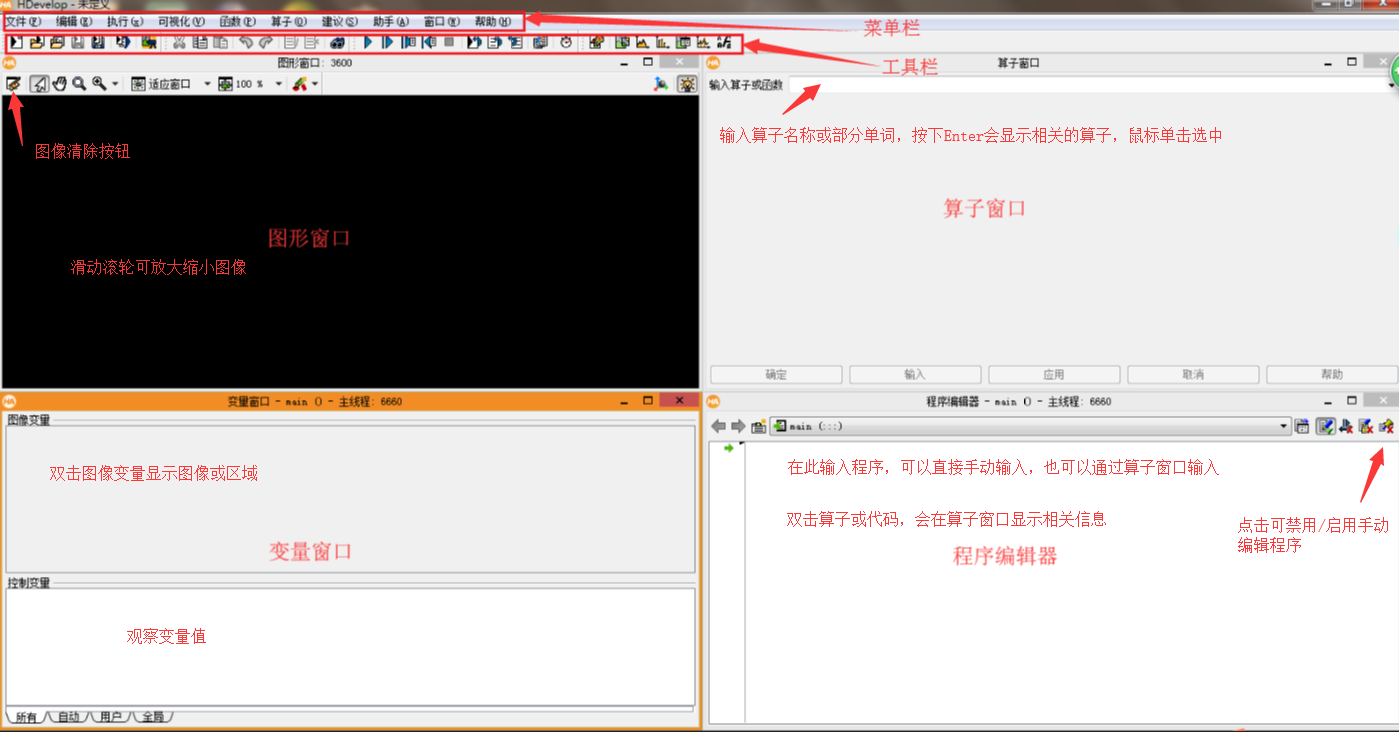 HDevelop - 未定义
文件(F) 编辑(E) 执行(x) 可视化(V) 函数(P) 算子(O) 建议(S) 助手(A) 窗口(W) 帮助(H)
菜单栏
工具栏
图形窗口: 3600
适应窗口 100 %
图像清除按钮
图形窗口
滑动滚轮可放大缩小图像
算子窗口
输入算子或函数
输入算子名称或部分单词，按下Enter会显示相关的算子，鼠标单击选中
算子窗口
确定 输入 应用 取消 帮助
变量窗口 - main () - 主线程: 6660
图像变量
双击图像变量显示图像或区域
变量窗口
控制变量
观察变量值
所有 自动 用户 全局
程序编辑器 - main () - 主线程: 6660
main (:::)
在此输入程序，可以直接手动输入，也可以通过算子窗口输入
双击算子或代码，会在算子窗口显示相关信息
程序编辑器
点击可禁用/启用手动
编辑程序